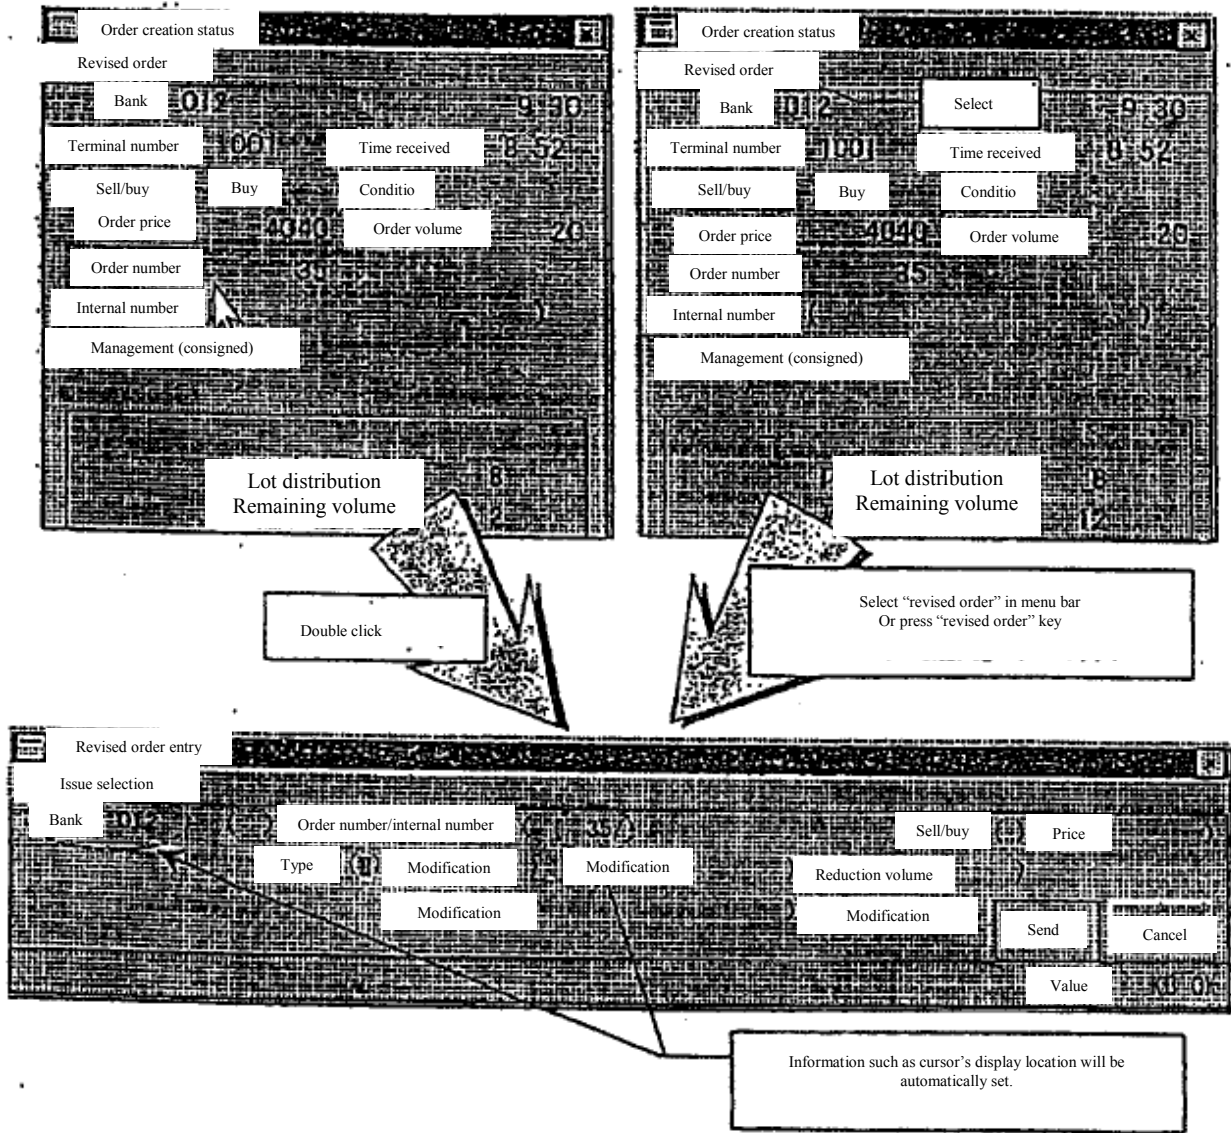 Order creation status
Revised order
Bank 012 9 30
Terminal number 1001 Time received 8 52
Sell/buy Buy Conditio
Order price 4040 Order volume 20
Order number 35
Internal number )
Management (consigned)
Lot distribution 8
Remaining volume 2
Order creation status
Revised order
Select
Bank 012 9 30
Terminal number 1001 Time received 8 52
Sell/buy Buy Conditio
Order price 4040 Order volume 20
Order number 35
Internal number ( )
Management (consigned)
Lot distribution 8
Remaining volume 12
Double click
Select “revised order” in menu bar
Or press “revised order” key
Revised order entry
Issue selection
Bank 012 ) ( ) Order number/internal number ( ( 35/) Sell/buy (-) Price )
Type Modification Modification ) Reduction volume )
Modification ) Modification
Send Cancel
Value
Information such as cursor’s display location will be
automatically set.